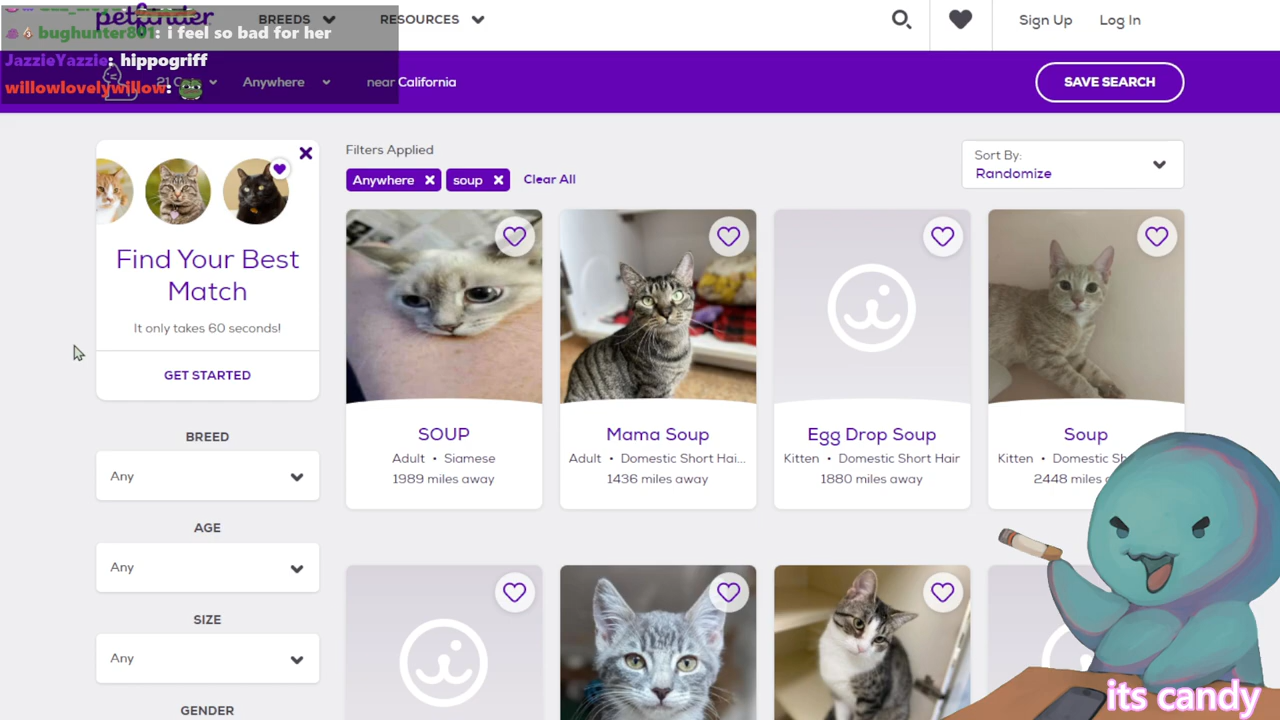 petfinder
BREEDS
RESOURCES
Sign Up
Log In
bughunter801: i feel so bad for her
JazzieYazzie: hippogriff
willowlovelywillow:
21 Cats
Anywhere
near California
SAVE SEARCH
Find Your Best
Match
It only takes 60 seconds!
GET STARTED
BREED
Any
AGE
Any
SIZE
Any
GENDER
Filters Applied
Anywhere
soup
Clear All
Sort By:
Randomize
SOUP
Adult • Siamese
1989 miles away
Mama Soup
Adult • Domestic Short Hai...
1436 miles away
Egg Drop Soup
Kitten • Domestic Short Hair
1880 miles away
Soup
Kitten • Domestic Sh
2448 miles
its candy